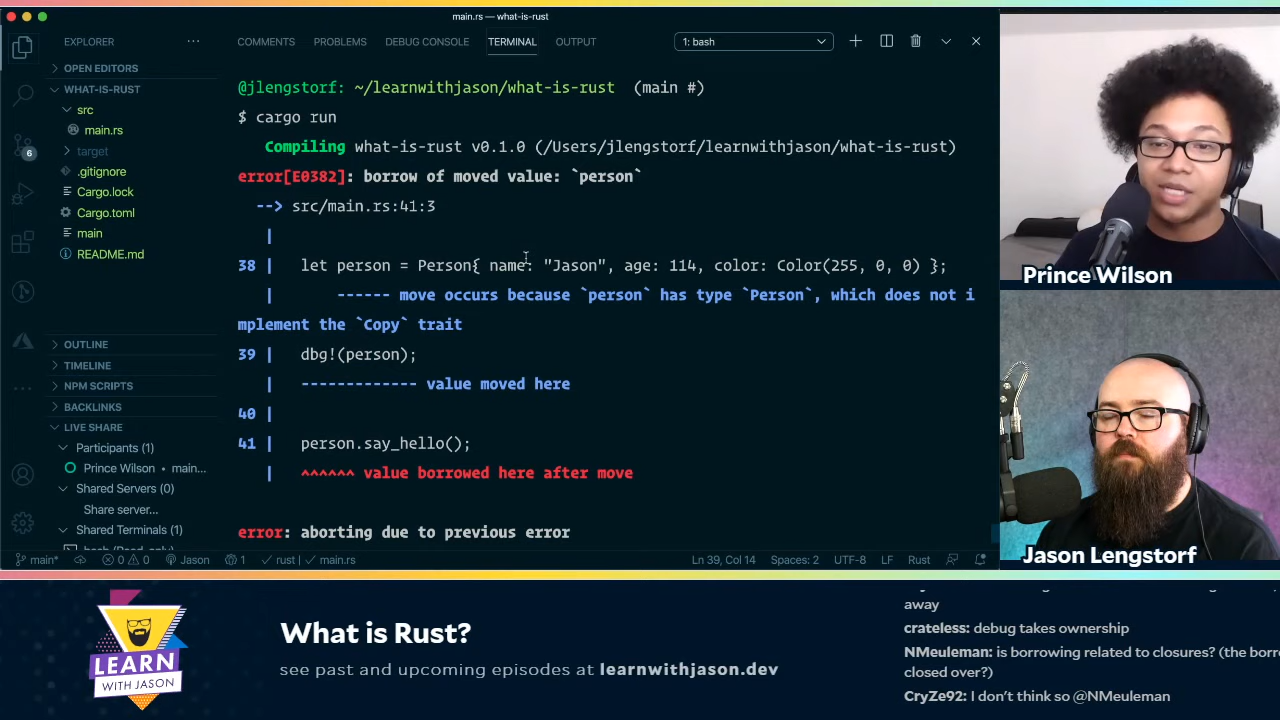 main.rs — what-is-rust
EXPLORER
COMMENTS
PROBLEMS
DEBUG CONSOLE
TERMINAL
OUTPUT
1: bash
OPEN EDITORS
WHAT-IS-RUST
src
main.rs
target
.gitignore
Cargo.lock
Cargo.toml
main
README.md
6
OUTLINE
TIMELINE
NPM SCRIPTS
BACKLINKS
LIVE SHARE
Participants (1)
Prince Wilson • main...
Shared Servers (0)
Share server...
Shared Terminals (1)
@jlengstorf: ~/learnwithjason/what-is-rust (main #)
$ cargo run
Compiling what-is-rust v0.1.0 (/Users/jlengstorf/learnwithjason/what-is-rust)
error[E0382]: borrow of moved value: `person`
--> src/main.rs:41:3
|
38 | let person = Person{ name: "Jason", age: 114, color: Color(255, 0, 0) };
| ------ move occurs because `person` has type `Person`, which does not i
mplement the `Copy` trait
39 | dbg!(person);
| ------------- value moved here
40 |
41 | person.say_hello();
| ^^^^^^ value borrowed here after move
error: aborting due to previous error
main*
0
0
Jason
1
rust
main.rs
Ln 39, Col 14
Spaces: 2
UTF-8
LF
Rust
Prince Wilson
Jason Lengstorf
LEARN
WITH JASON
What is Rust?
see past and upcoming episodes at learnwithjason.dev
away
crateless: debug takes ownership
NMeuleman: is borrowing related to closures? (the borro
closed over?)
CryZe92: I don't think so @NMeuleman